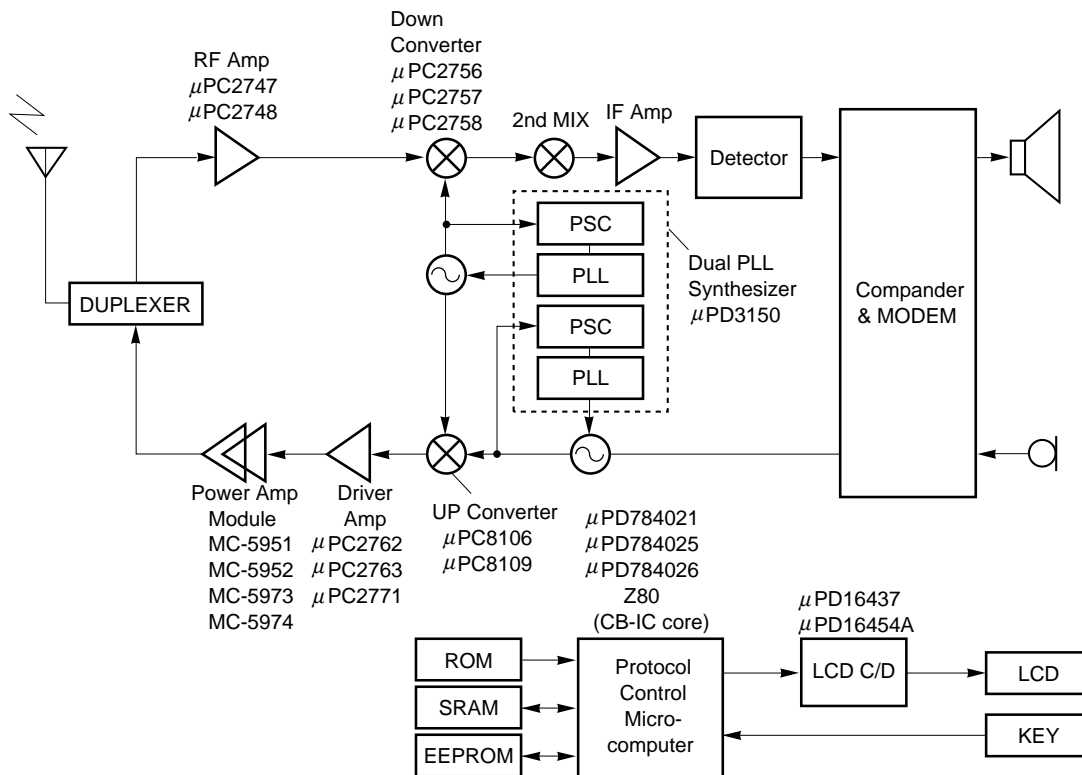 Down
Converter
μPC2756
μPC2757
μPC2758
RF Amp
μPC2747
μPC2748
2nd MIX
IF Amp
Detector
PSC
PLL
PSC
PLL
Dual PLL
Synthesizer
μPD3150
Compander
& MODEM
DUPLEXER
Power Amp
Module
MC-5951
MC-5952
MC-5973
MC-5974
Driver
Amp
μPC2762
μPC2763
μPC2771
UP Converter
μPC8106
μPC8109
μPD784021
μPD784025
μPD784026
Z80
(CB-IC core)
μPD16437
μPD16454A
ROM
SRAM
EEPROM
Protocol
Control
Micro-
computer
LCD C/D
LCD
KEY